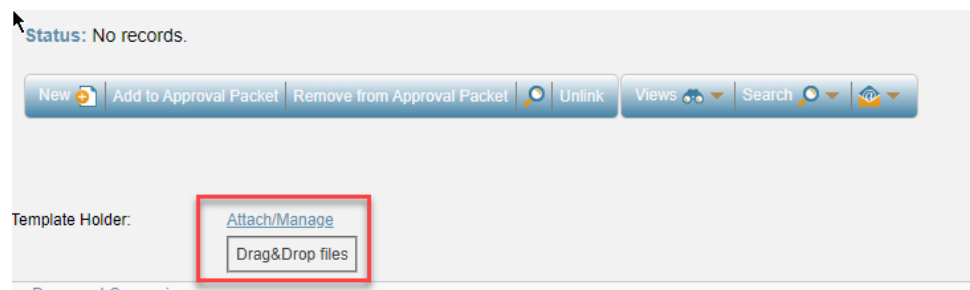 Status: No records.
New Add to Approval Packet Remove from Approval Packet Unlink Views Search
Template Holder: Attach/Manage
Drag&Drop files